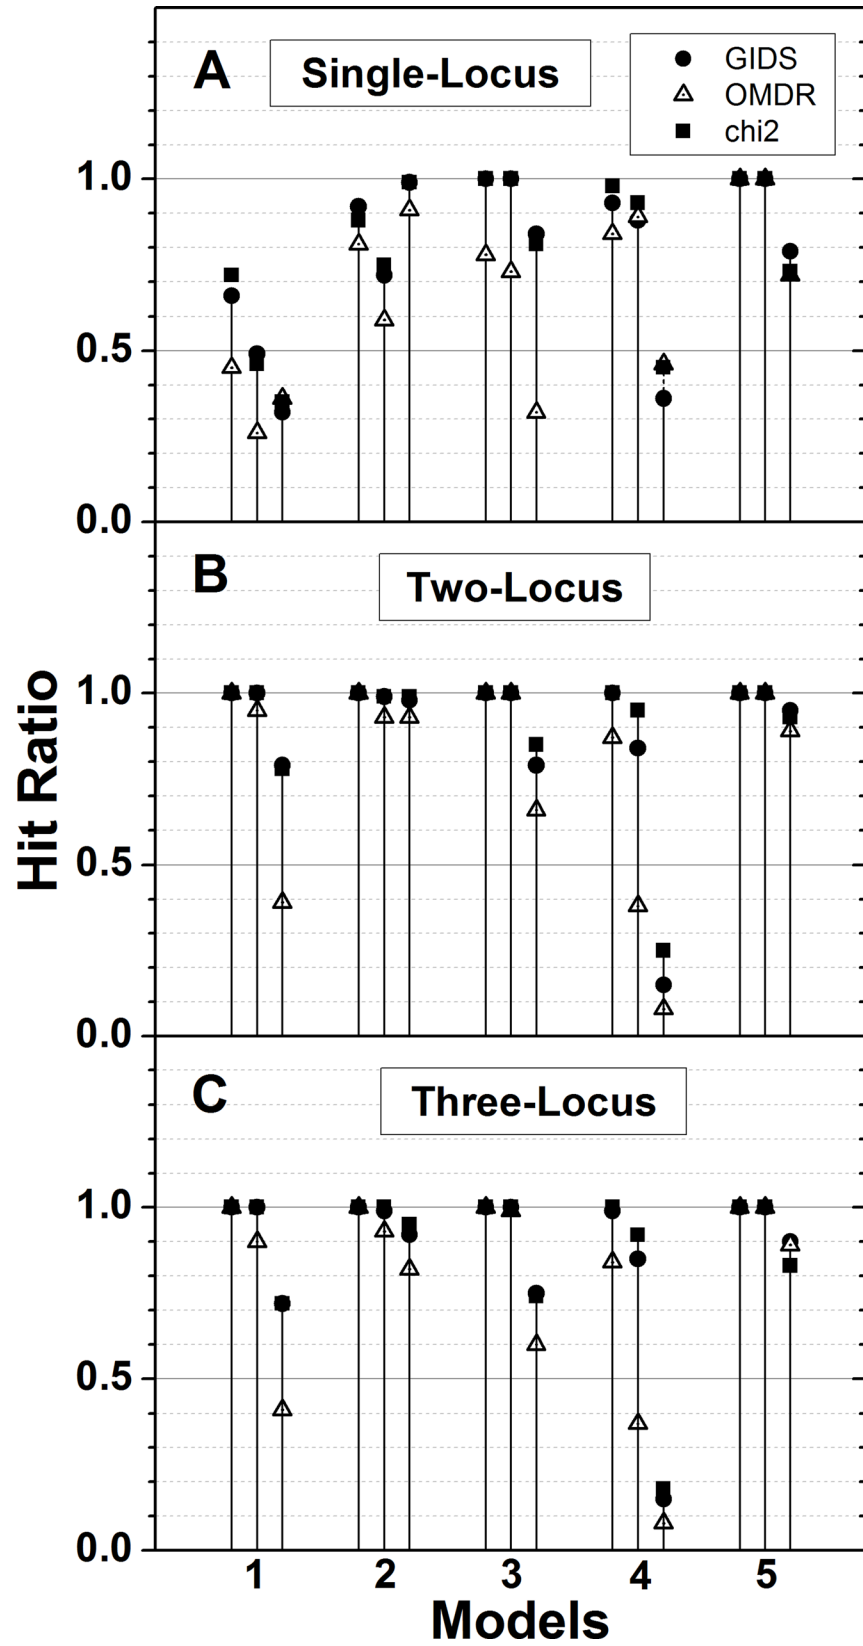 A
Single-Locus
GIDS
OMDR
chi2
1.0
0.5
0.0
B
Two-Locus
1.0
0.5
0.0
C
Three-Locus
1.0
0.5
0.0
Hit Ratio
1 2 3 4 5
Models